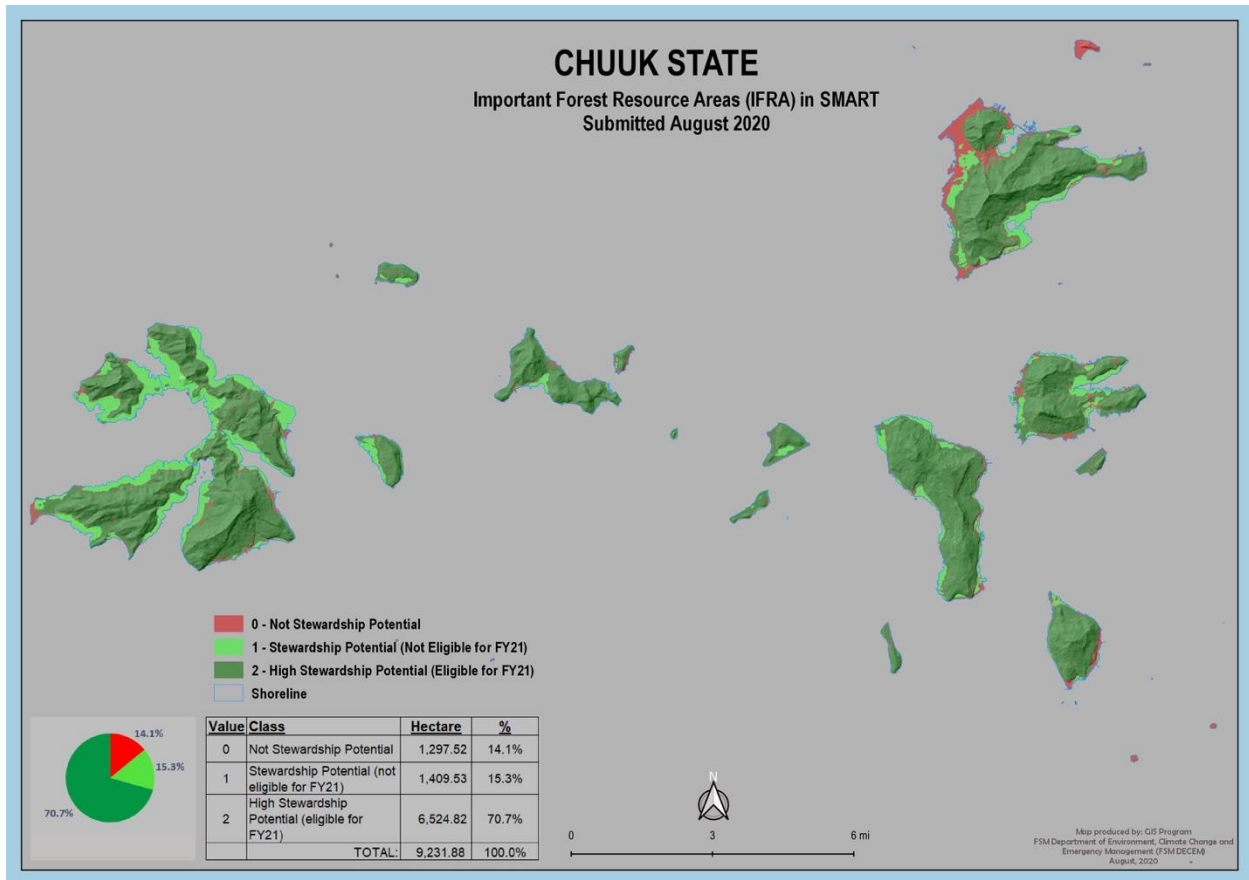 CHUUK STATE
Important Forest Resource Areas (IFRA) in SMART
Submitted August 2020
0 - Not Stewardship Potential
1 - Stewardship Potential (Not Eligible for FY21)
2 - High Stewardship Potential (Eligible for FY21)
Shoreline
14.1%
15.3%
70.7%
Value Class Hectare %
0 Not Stewardship Potential 1,297.52 14.1%
1 Stewardship Potential (not eligible for FY21) 1,409.53 15.3%
2 High Stewardship Potential (eligible for FY21) 6,524.82 70.7%
TOTAL: 9,231.88 100.0%
N
0 3 6 mi
Map produced by: GIS Program
FSM Department of Environment, Climate Change and
Emergency Management (FSM DECEM)
August, 2020